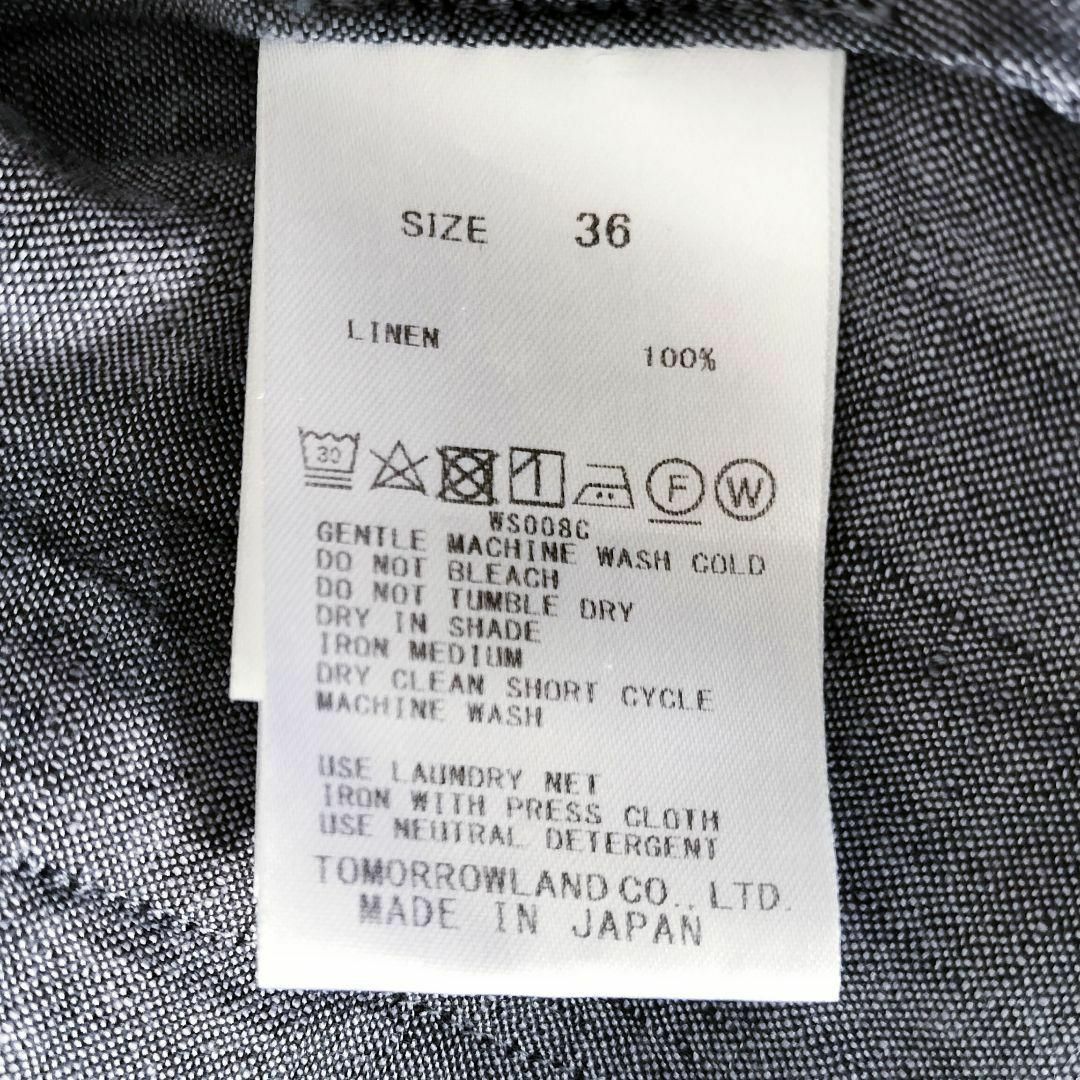 SIZE 36
LINEN 100%
30 F W
WS008C
GENTLE MACHINE WASH COLD
DO NOT BLEACH
DO NOT TUMBLE DRY
DRY IN SHADE
IRON MEDIUM
DRY CLEAN SHORT CYCLE
MACHINE WASH
USE LAUNDRY NET
IRON WITH PRESS CLOTH
USE NEUTRAL DETERGENT
TOMORROWLAND CO., LTD.
MADE IN JAPAN